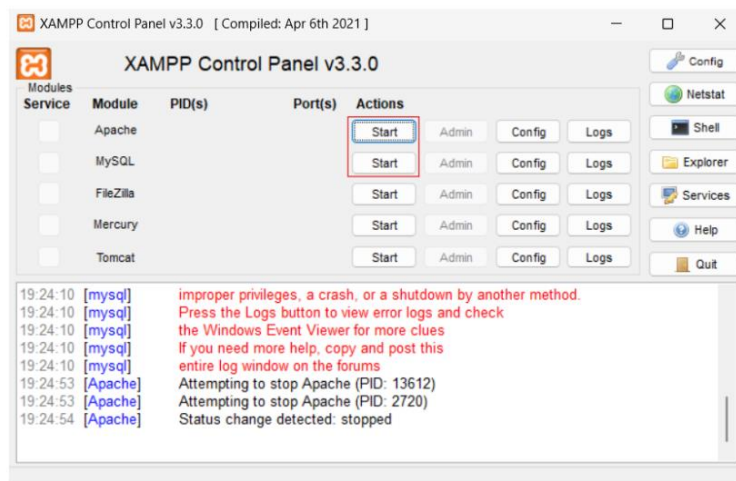 XAMPP Control Panel v3.3.0 [ Compiled: Apr 6th 2021 ]
XAMPP Control Panel v3.3.0
Config
Modules
Service Module PID(s) Port(s) Actions
Netstat
Apache Start Admin Config Logs
Shell
MySQL Start Admin Config Logs
Explorer
FileZilla Start Admin Config Logs
Services
Mercury Start Admin Config Logs
Help
Tomcat Start Admin Config Logs
Quit
19:24:10 [mysql] improper privileges, a crash, or a shutdown by another method.
19:24:10 [mysql] Press the Logs button to view error logs and check
19:24:10 [mysql] the Windows Event Viewer for more clues
19:24:10 [mysql] If you need more help, copy and post this
19:24:10 [mysql] entire log window on the forums
19:24:53 [Apache] Attempting to stop Apache (PID: 13612)
19:24:53 [Apache] Attempting to stop Apache (PID: 2720)
19:24:54 [Apache] Status change detected: stopped